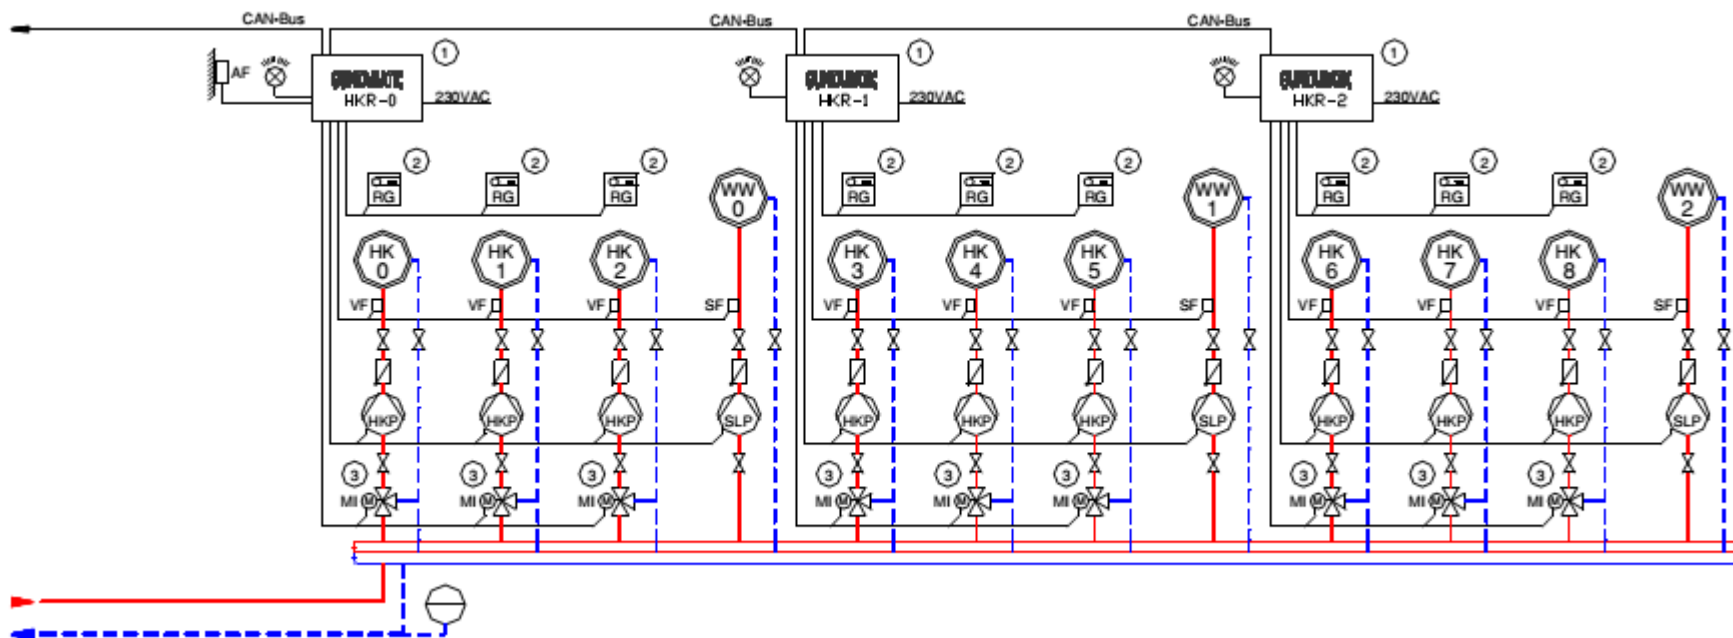 CAN-Bus CAN-Bus CAN-Bus
1 1 1
AF
HKR-0 230VAC HKR-1 230VAC HKR-2 230VAC
2 2 2 2 2 2 2 2 2
RG RG RG WW 0 RG RG RG WW 1 RG RG RG WW 2
HK 0 HK 1 HK 2 HK 3 HK 4 HK 5 HK 6 HK 7 HK 8
VF VF VF SF VF VF VF SF VF VF VF SF
HKP HKP HKP SLP HKP HKP HKP SLP HKP HKP HKP SLP
3 3 3 3 3 3 3 3 3
MI M MI M MI M MI M MI M MI M MI M MI M MI M